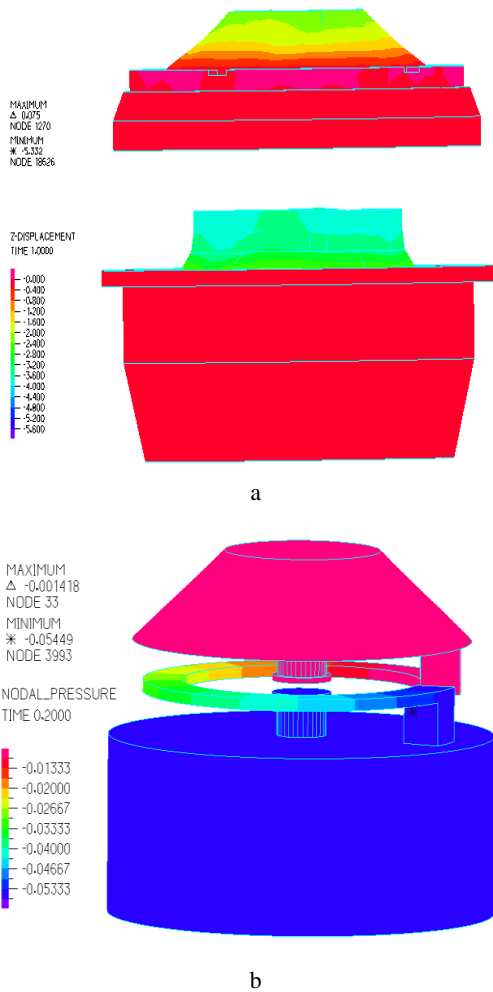 MAXIMUM
Δ 0.075
NODE 1270
MINIMUM
* -5.332
NODE 18626
Z-DISPLACEMENT
TIME 1.0000
-0.000
-0.400
-0.800
-1.200
-1.600
-2.000
-2.400
-2.800
-3.200
-3.600
-4.000
-4.400
-4.800
-5.200
-5.600
a
MAXIMUM
Δ -0.001418
NODE 33
MINIMUM
* -0.05449
NODE 3993
NODAL_PRESSURE
TIME 0.2000
-0.01333
-0.02000
-0.02667
-0.03333
-0.04000
-0.04667
-0.05333
b